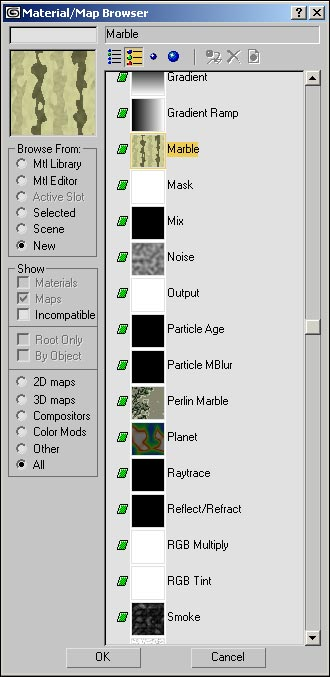 Material/Map Browser
Marble
Browse From:
Mtl Library
Mtl Editor
Active Slot
Selected
Scene
New
Show
Materials
Maps
Incompatible
Root Only
By Object
2D maps
3D maps
Compositors
Color Mods
Other
All
Gradient
Gradient Ramp
Marble
Mask
Mix
Noise
Output
Particle Age
Particle MBlur
Perlin Marble
Planet
Raytrace
Reflect/Refract
RGB Multiply
RGB Tint
Smoke
OK
Cancel